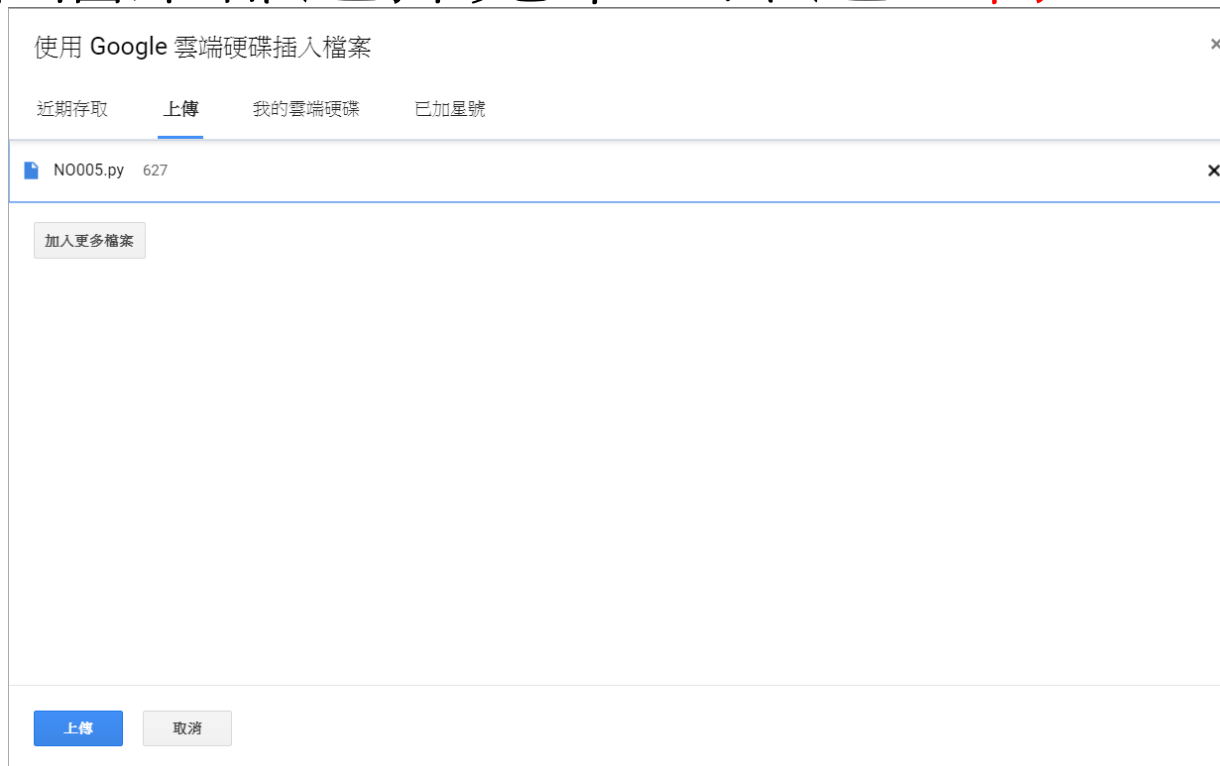 使用 Google 雲端硬碟插入檔案
×
近期存取 上傳 我的雲端硬碟 已加星號
NO005.py 627 ×
加入更多檔案
上傳 取消